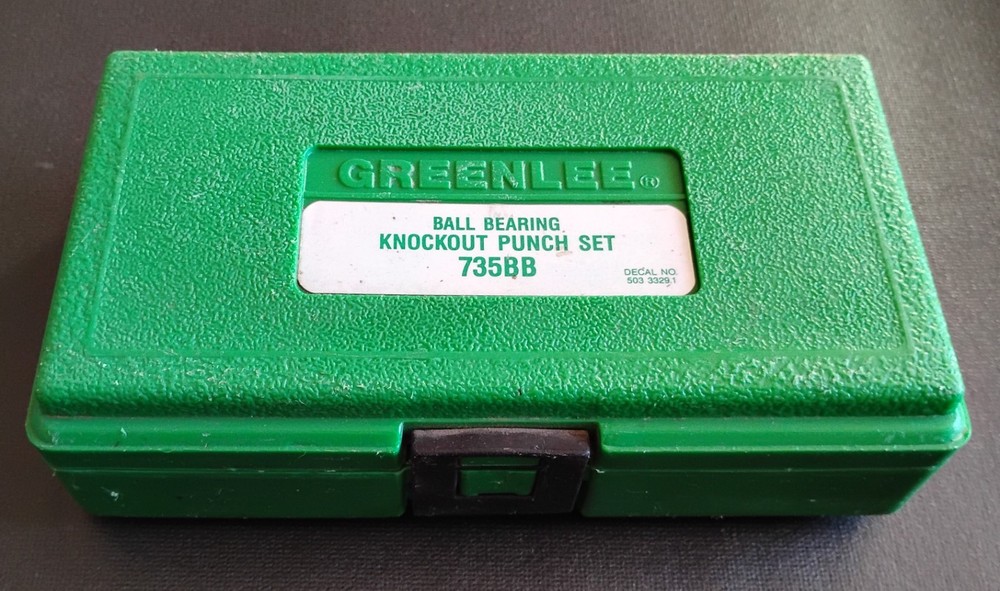 GREENLEE®
BALL BEARING
KNOCKOUT PUNCH SET
735BB
DECAL NO.
503 3329.1